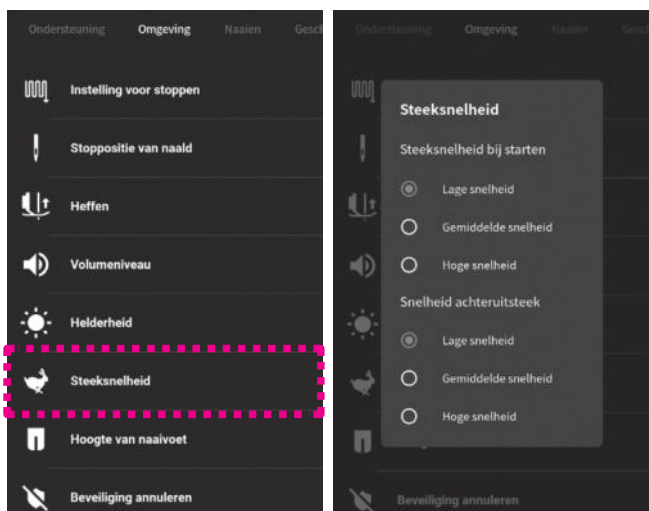 Ondersteuning Omgeving Naaien
Instelling voor stoppen
Stoppositie van naald
Heffen
Volumeniveau
Helderheid
Steeksnelheid
Hoogte van naaivoet
Beveiliging annuleren
Ondersteuning Omgeving Naaien
Steeksnelheid
Steeksnelheid bij starten
Lage snelheid
Gemiddelde snelheid
Hoge snelheid
Snelheid achteruitsteek
Lage snelheid
Gemiddelde snelheid
Hoge snelheid
Beveiliging annuleren